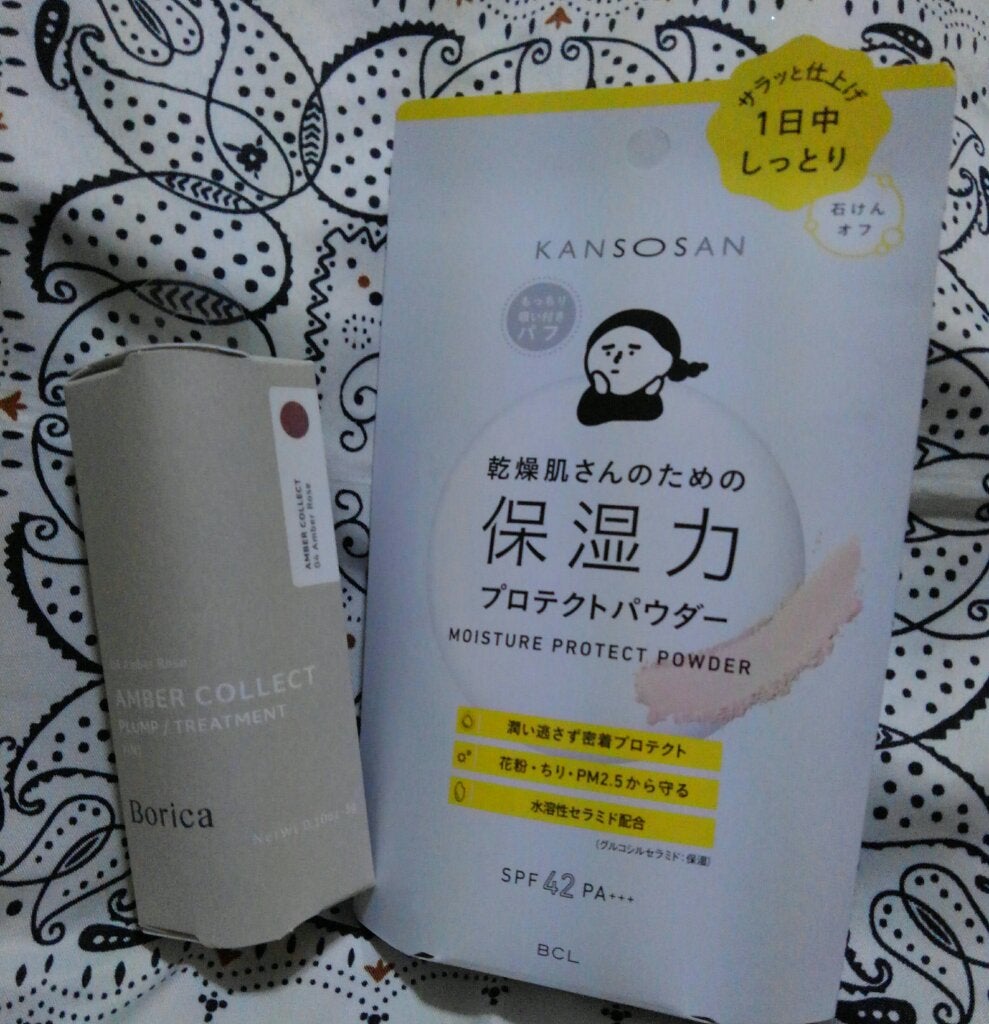 サラッと仕上げ
1日中
しっとり
石けん
オフ
KANSOSAN
もっちり
吸い付き
パフ
乾燥肌さんのための
保湿力
プロテクトパウダー
MOISTURE PROTECT POWDER
潤い逃さず密着プロテクト
花粉・ちり・PM2.5から守る
水溶性セラミド配合
(グルコシルセラミド:保湿)
SPF42 PA+++
BCL
AMBER COLLECT
04 Amber Rose
04 Amber Rose
AMBER COLLECT
PLUMP / TREATMENT
Borica